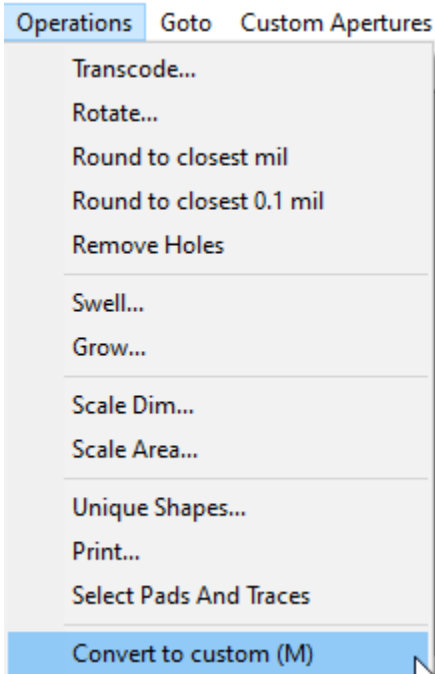 Operations Goto Custom Apertures
Transcode...
Rotate...
Round to closest mil
Round to closest 0.1 mil
Remove Holes
Swell...
Grow...
Scale Dim...
Scale Area...
Unique Shapes...
Print...
Select Pads And Traces
Convert to custom (M)